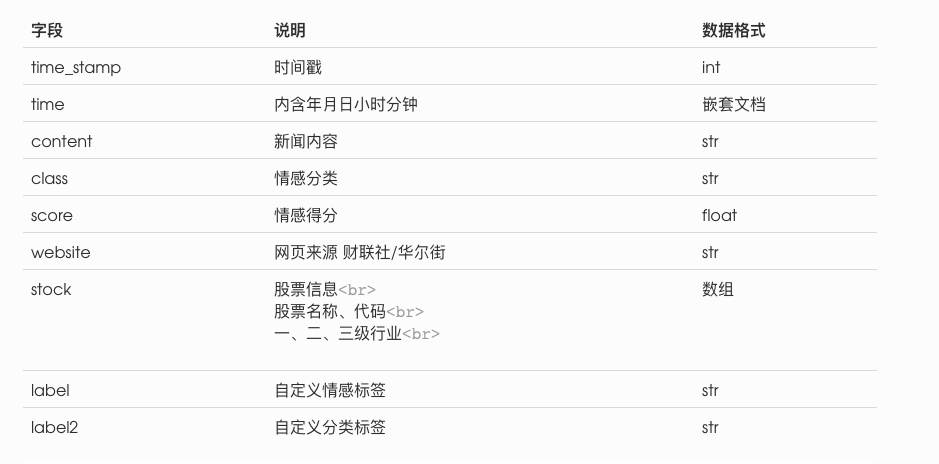 字段 说明 数据格式
time_stamp 时间戳 int
time 内含年月日小时分钟 嵌套文档
content 新闻内容 str
class 情感分类 str
score 情感得分 float
website 网页来源 财联社/华尔街 str
stock 股票信息<br> 数组
股票名称、代码<br>
一、二、三级行业<br>
label 自定义情感标签 str
label2 自定义分类标签 str